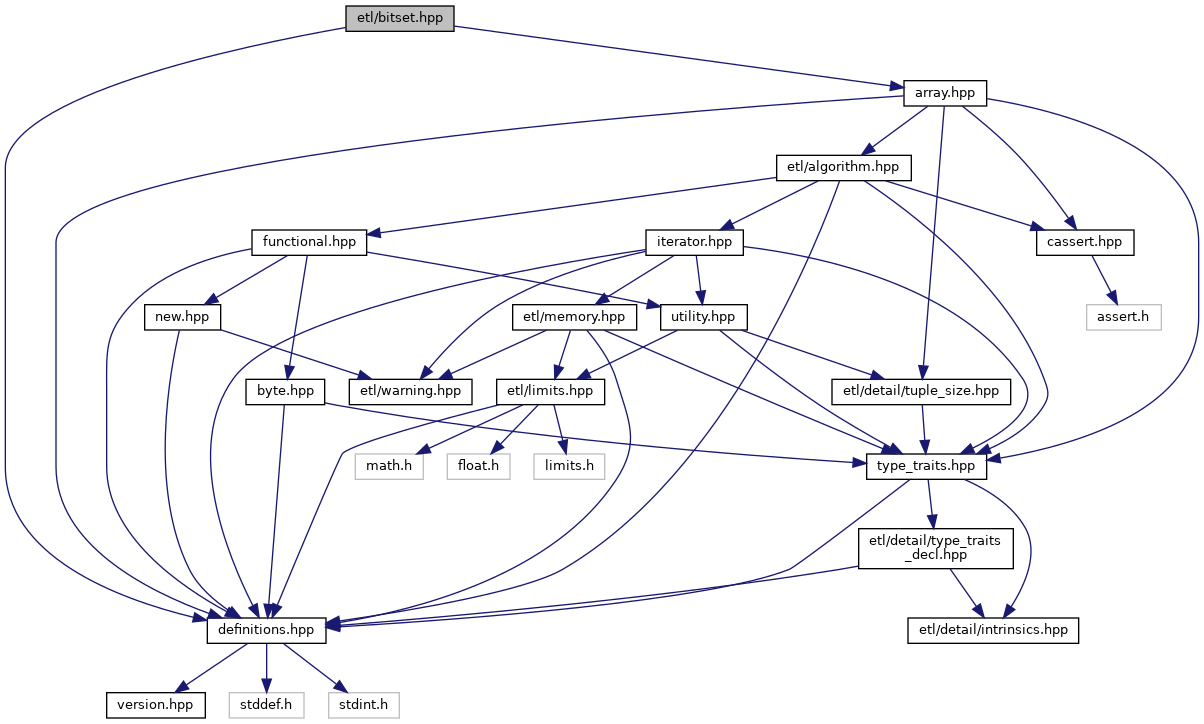 etl/bitset.hpp
array.hpp
etl/algorithm.hpp
functional.hpp
iterator.hpp
cassert.hpp
new.hpp
etl/memory.hpp
utility.hpp
assert.h
byte.hpp
etl/warning.hpp
etl/limits.hpp
etl/detail/tuple_size.hpp
math.h
float.h
limits.h
type_traits.hpp
etl/detail/type_traits
_decl.hpp
definitions.hpp
etl/detail/intrinsics.hpp
version.hpp
stddef.h
stdint.h